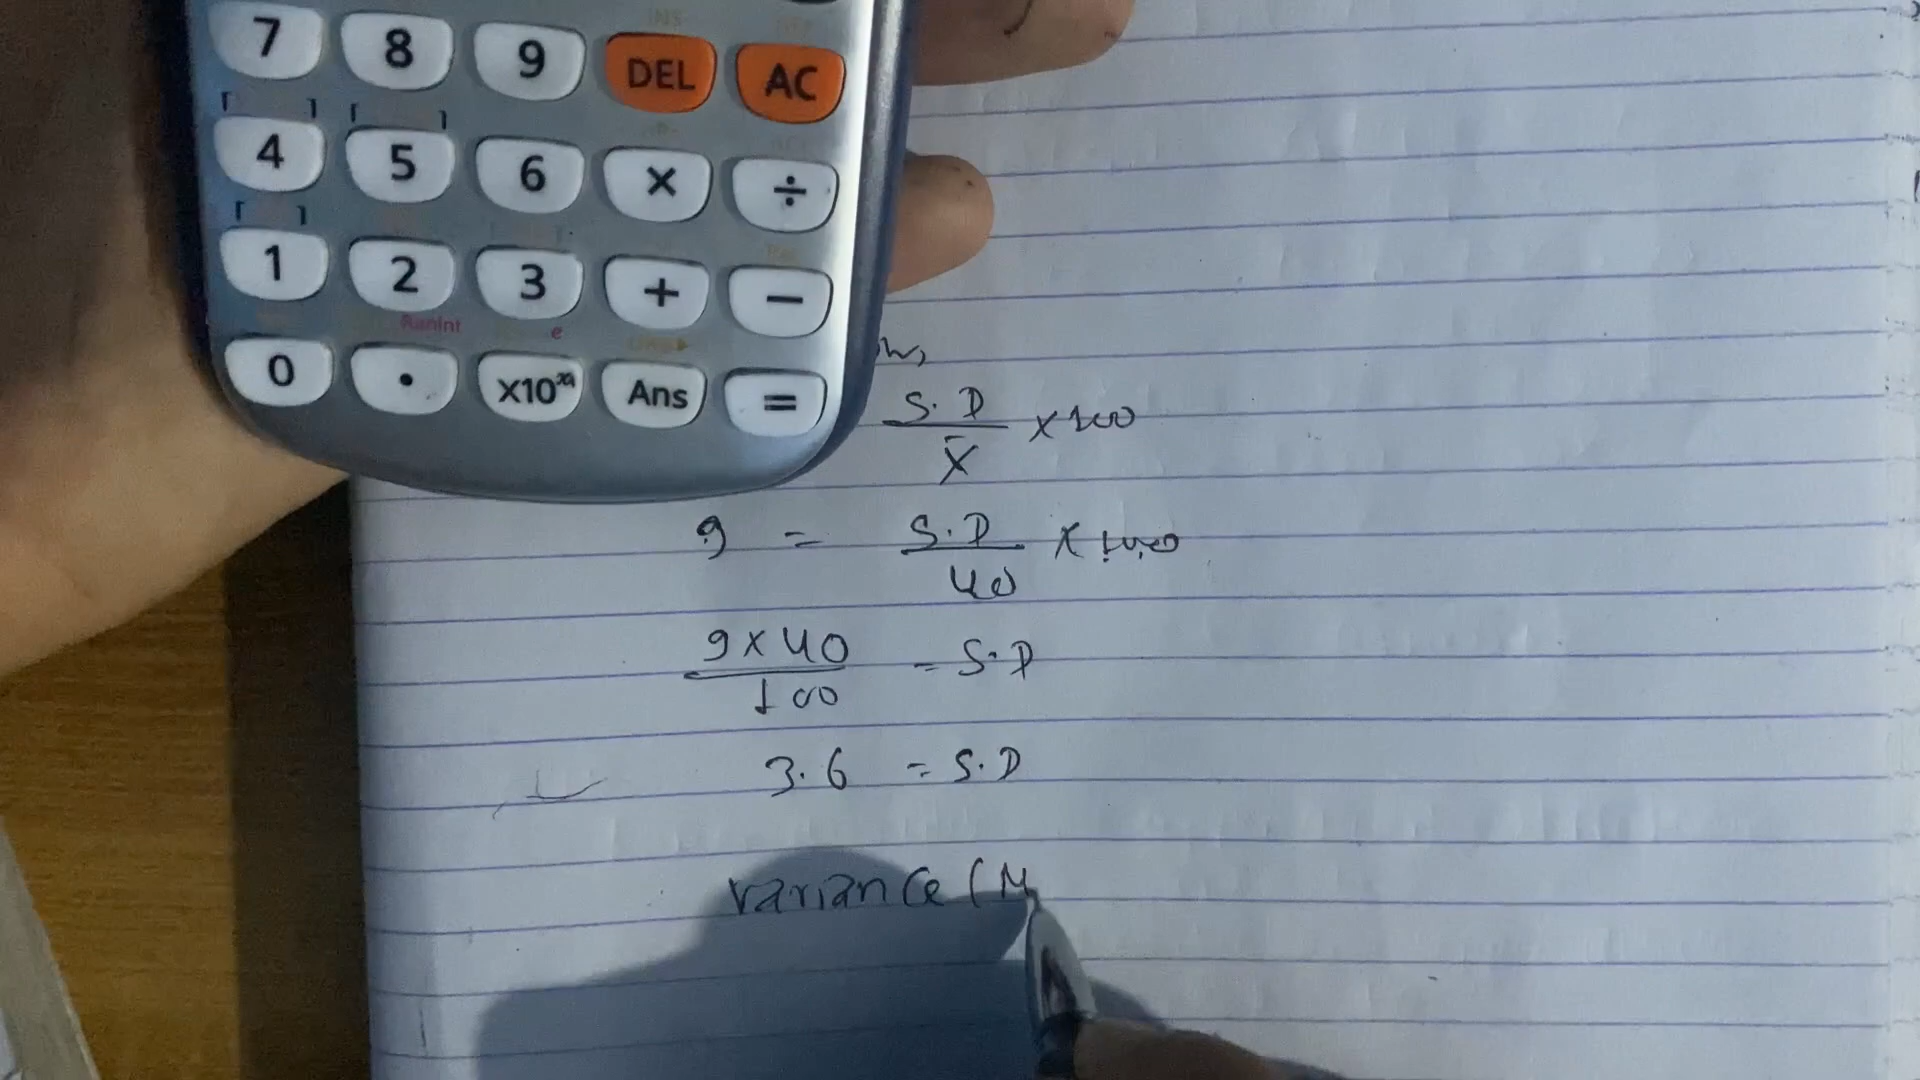 7 8 9 DEL AC
4 5 6 × ÷
1 2 3 + −
RanInt e
0 . ×10ˣ Ans =
S.D
x̄ × 100
9 = S.D × 100
40
9 × 40 = S.D
100
3.6 = S.D
variance (M